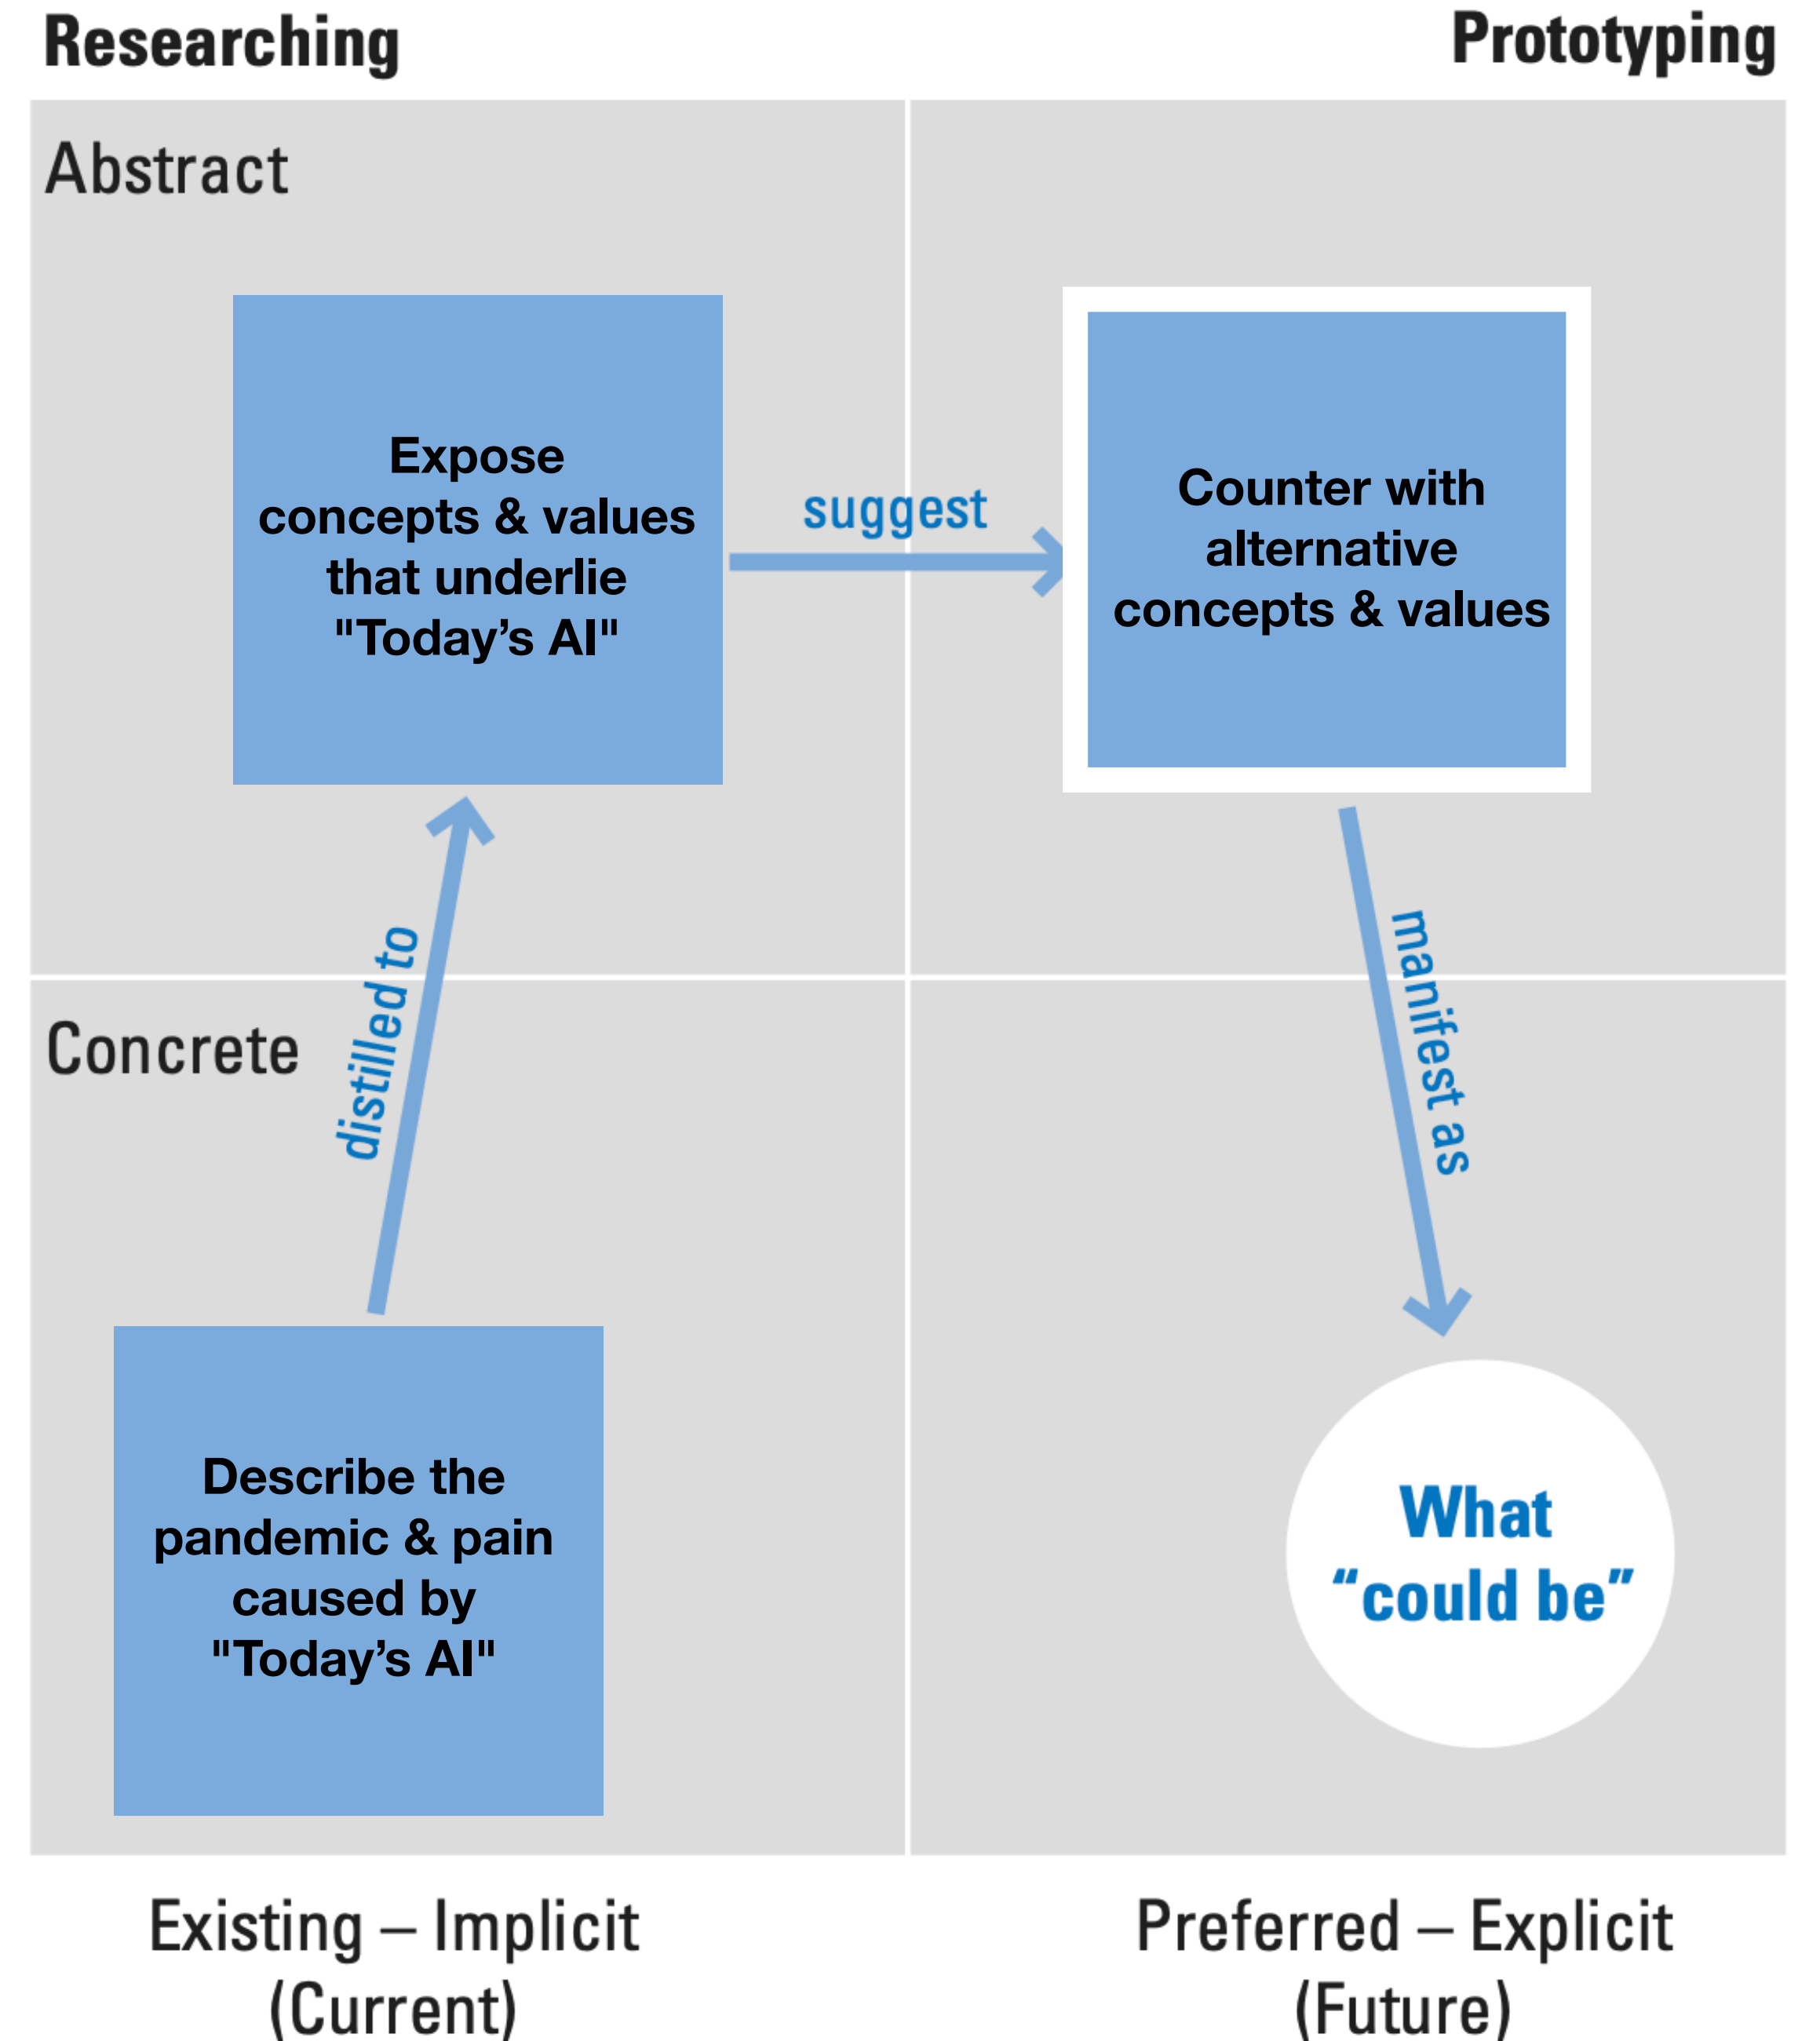 Researching
Prototyping
Abstract
Expose
concepts & values
that underlie
"Today’s AI"
suggest
Counter with
alternative
concepts & values
distilled to
manifest as
Concrete
Describe the
pandemic & pain
caused by
"Today’s AI"
What
“could be”
Existing – Implicit
(Current)
Preferred – Explicit
(Future)